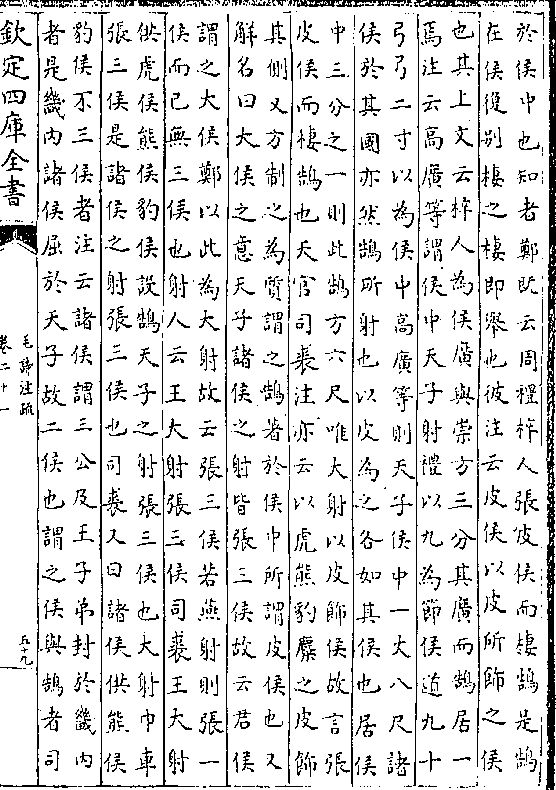 於侯中也知者鄭既云周禮梓人張皮侯而棲鵠是鵠
在侯復别棲之棲即舉也彼注云皮侯以皮所飾之侯
也其上文云梓人為侯廣與崇方三分其廣而鵠居一
焉注云高廣等謂侯中天子射禮以九為節侯道九十
弓弓二寸以為侯中高廣等則天子侯中一丈八尺諸
侯於其國亦然鵠所射也以皮為之各如其侯也居侯
中三分之一則此鵠方六尺唯大射以皮飾侯故言張
皮侯而棲鵠也天官司裘注亦云以虎熊豹麋之皮飾
其側又方制之為質謂之鵠著於侯中所謂皮侯也又
解名曰大侯之意天子諸侯之射皆張三侯故云君侯
謂之大侯鄭以此為大射故云張三侯若燕射則張一
侯而已無三侯也射人云王大射張三侯司裘王大射
供虎侯熊侯豹侯設鵠天子之射張三侯也大射巾車
張三侯是諸侯之射張三侯也司裘又曰諸侯供熊侯
豹侯不三侯者注云諸侯謂三公及王子弟封於畿内
者是畿内諸侯屈於天子故二侯也謂之侯與鵠者司
欽定四庫全書
毛詩注疏
卷二十一
五十九